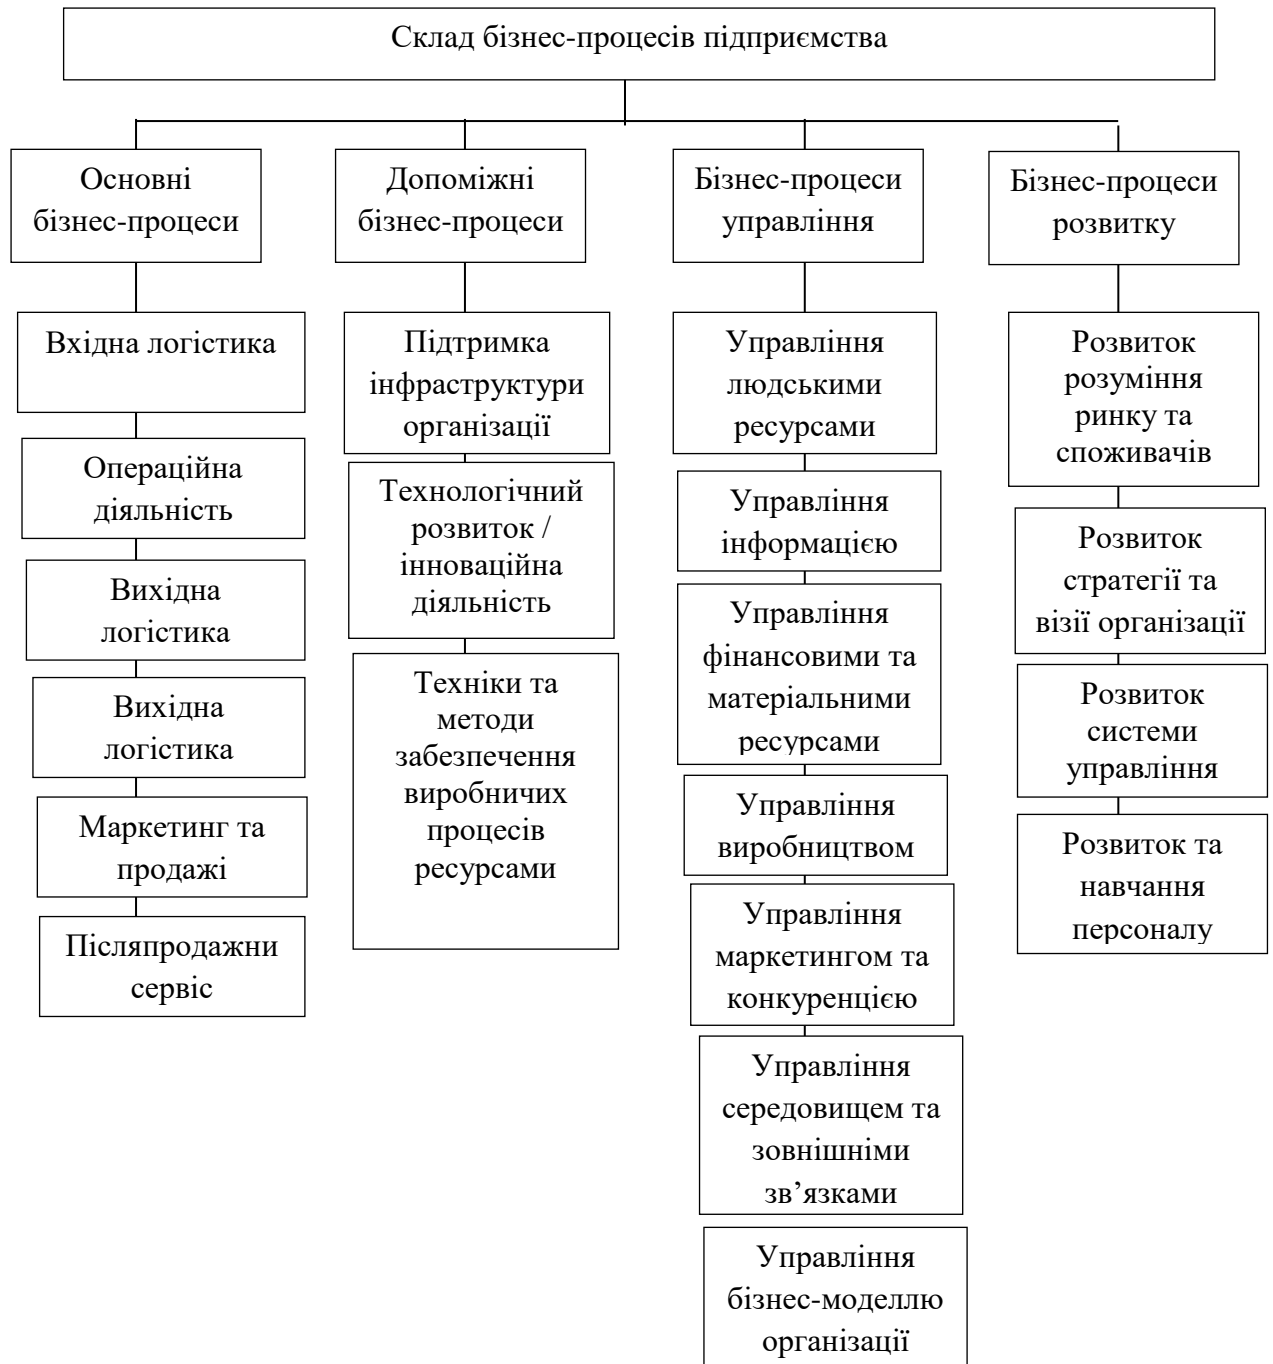 Склад бізнес-процесів підприємства
Основні
бізнес-процеси
Вхідна логістика
Операційна
діяльність
Вихідна
логістика
Вихідна
логістика
Маркетинг та
продажі
Післяпродажни
сервіс
Допоміжні
бізнес-процеси
Підтримка
інфраструктури
організації
Технологічний
розвиток /
інноваційна
діяльність
Техніки та
методи
забезпечення
виробничих
процесів
ресурсами
Бізнес-процеси
управління
Управління
людськими
ресурсами
Управління
інформацією
Управління
фінансовими та
матеріальними
ресурсами
Управління
виробництвом
Управління
маркетингом та
конкуренцією
Управління
середовищем та
зовнішніми
зв’язками
Управління
бізнес-моделлю
організації
Бізнес-процеси
розвитку
Розвиток
розуміння
ринку та
споживачів
Розвиток
стратегії та
візії організації
Розвиток
системи
управління
Розвиток та
навчання
персоналу